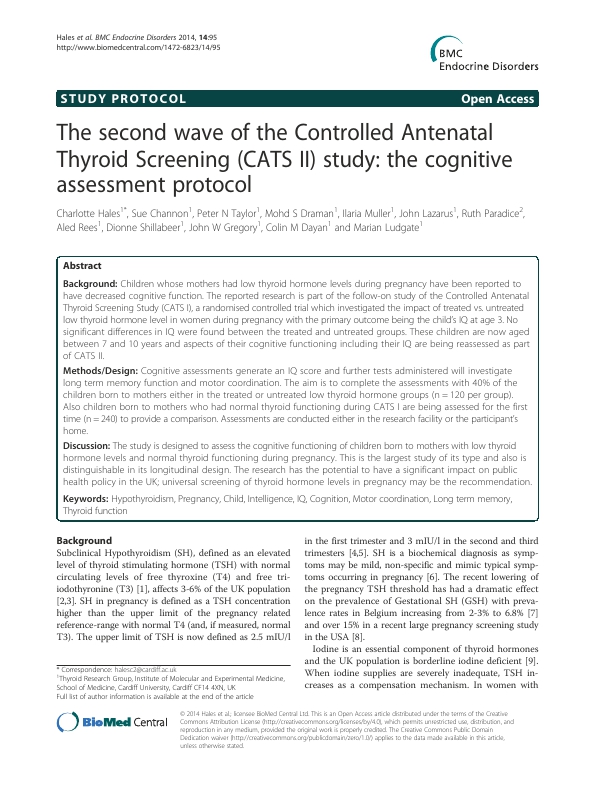 Hales et al. BMC Endocrine Disorders 2014, 14:95
http://www.biomedcentral.com/1472-6823/14/95
BMC
Endocrine Disorders
STUDY PROTOCOL
Open Access
The second wave of the Controlled Antenatal
Thyroid Screening (CATS II) study: the cognitive
assessment protocol
Charlotte Hales1*, Sue Channon1, Peter N Taylor1, Mohd S Draman1, Ilaria Muller1, John Lazarus1, Ruth Paradice2,
Aled Rees1, Dionne Shillabeer1, John W Gregory1, Colin M Dayan1 and Marian Ludgate1
Abstract
Background: Children whose mothers had low thyroid hormone levels during pregnancy have been reported to
have decreased cognitive function. The reported research is part of the follow-on study of the Controlled Antenatal
Thyroid Screening Study (CATS I), a randomised controlled trial which investigated the impact of treated vs. untreated
low thyroid hormone level in women during pregnancy with the primary outcome being the child's IQ at age 3. No
significant differences in IQ were found between the treated and untreated groups. These children are now aged
between 7 and 10 years and aspects of their cognitive functioning including their IQ are being reassessed as part
of CATS II.
Methods/Design: Cognitive assessments generate an IQ score and further tests administered will investigate
long term memory function and motor coordination. The aim is to complete the assessments with 40% of the
children born to mothers either in the treated or untreated low thyroid hormone groups (n = 120 per group).
Also children born to mothers who had normal thyroid functioning during CATS I are being assessed for the first
time (n = 240) to provide a comparison. Assessments are conducted either in the research facility or the participant's
home.
Discussion: The study is designed to assess the cognitive functioning of children born to mothers with low thyroid
hormone levels and normal thyroid functioning during pregnancy. This is the largest study of its type and also is
distinguishable in its longitudinal design. The research has the potential to have a significant impact on public
health policy in the UK; universal screening of thyroid hormone levels in pregnancy may be the recommendation.
Keywords: Hypothyroidism, Pregnancy, Child, Intelligence, IQ, Cognition, Motor coordination, Long term memory,
Thyroid function
Background
Subclinical Hypothyroidism (SH), defined as an elevated
level of thyroid stimulating hormone (TSH) with normal
circulating levels of free thyroxine (T4) and free tri-
iodothyronine (T3) [1], affects 3-6% of the UK population
[2,3]. SH in pregnancy is defined as a TSH concentration
higher than the upper limit of the pregnancy related
reference-range with normal T4 (and, if measured, normal
T3). The upper limit of TSH is now defined as 2.5 mIU/l
in the first trimester and 3 mIU/l in the second and third
trimesters [4,5]. SH is a biochemical diagnosis as symp-
toms may be mild, non-specific and mimic typical symp-
toms occurring in pregnancy [6]. The recent lowering of
the pregnancy TSH threshold has had a dramatic effect
on the prevalence of Gestational SH (GSH) with preva-
lence rates in Belgium increasing from 2-3% to 6.8% [7]
and over 15% in a recent large pregnancy screening study
in the USA [8].
Iodine is an essential component of thyroid hormones
and the UK population is borderline iodine deficient [9].
When iodine supplies are severely inadequate, TSH in-
creases as a compensation mechanism. In women with
* Correspondence: halesc2@cardiff.ac.uk
1Thyroid Research Group, Institute of Molecular and Experimental Medicine,
School of Medicine, Cardiff University, Cardiff CF14 4XN, UK
Full list of author information is available at the end of the article
BioMed Central
© 2014 Hales et al.; licensee BioMed Central Ltd. This is an Open Access article distributed under the terms of the Creative
Commons Attribution License (http://creativecommons.org/licenses/by/4.0), which permits unrestricted use, distribution, and
reproduction in any medium, provided the original work is properly credited. The Creative Commons Public Domain
Dedication waiver (http://creativecommons.org/publicdomain/zero/1.0/) applies to the data made available in this article,
unless otherwise stated.